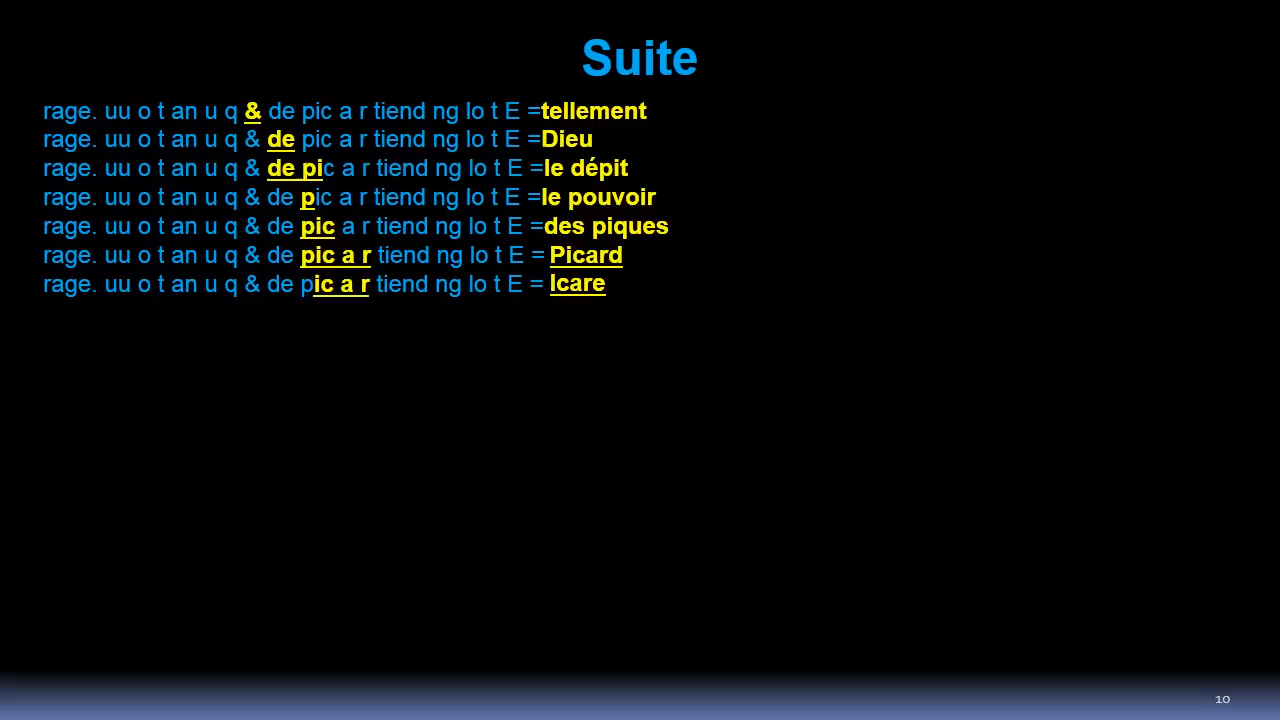 Suite
rage. uu o t an u q & de pic a r tiend ng lo t E =tellement
rage. uu o t an u q & de pic a r tiend ng lo t E =Dieu
rage. uu o t an u q & de pic a r tiend ng lo t E =le dépit
rage. uu o t an u q & de pic a r tiend ng lo t E =le pouvoir
rage. uu o t an u q & de pic a r tiend ng lo t E =des piques
rage. uu o t an u q & de pic a r tiend ng lo t E = Picard
rage. uu o t an u q & de pic a r tiend ng lo t E = Icare
10